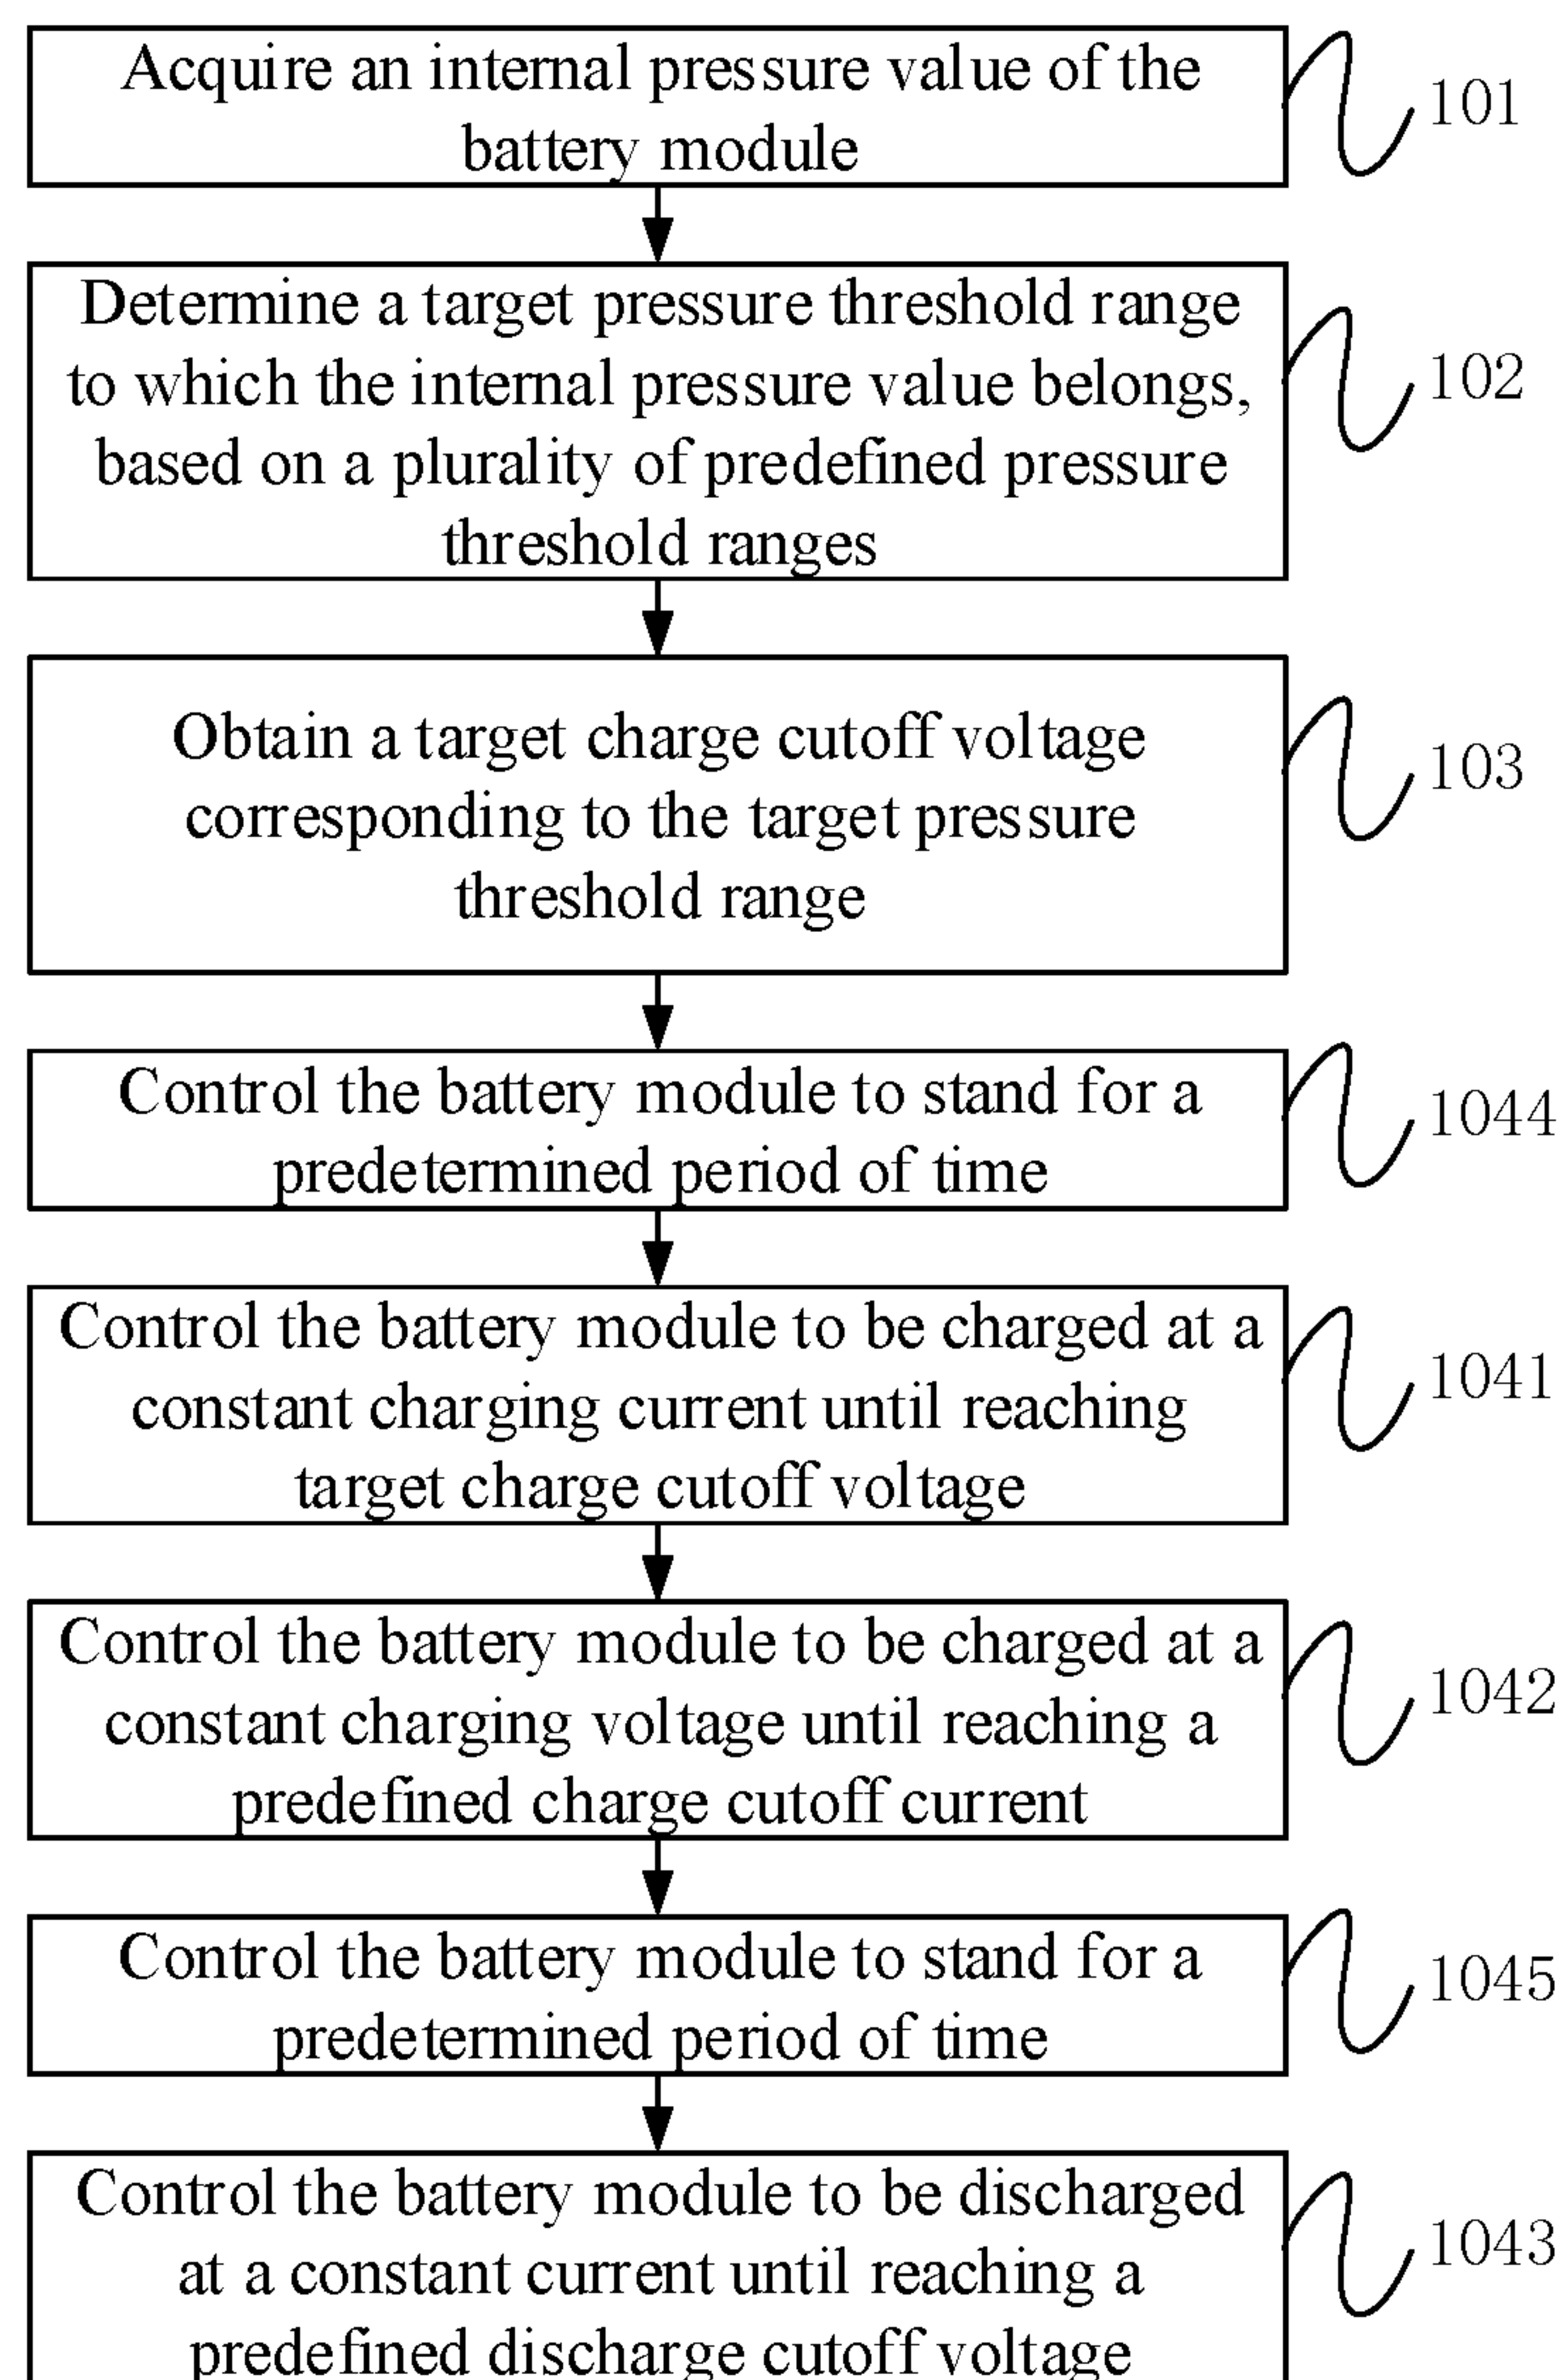 Acquire an internal pressure value of the
battery module
101
Determine a target pressure threshold range
to which the internal pressure value belongs,
based on a plurality of predefined pressure
threshold ranges
102
Obtain a target charge cutoff voltage
corresponding to the target pressure
threshold range
103
Control the battery module to stand for a
predetermined period of time
1044
Control the battery module to be charged at a
constant charging current until reaching
target charge cutoff voltage
1041
Control the battery module to be charged at a
constant charging voltage until reaching a
predefined charge cutoff current
1042
Control the battery module to stand for a
predetermined period of time
1045
Control the battery module to be discharged
at a constant current until reaching a
predefined discharge cutoff voltage
1043